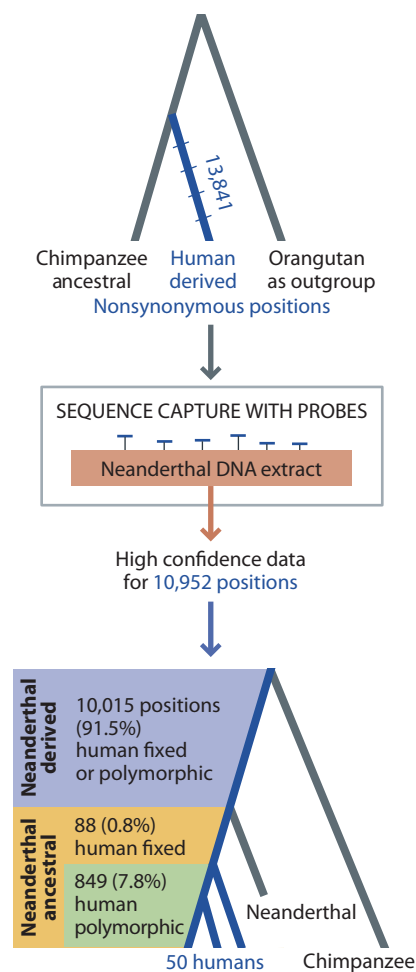 13,841
Chimpanzee
ancestral
Human
derived
Orangutan
as outgroup
Nonsynonymous positions
SEQUENCE CAPTURE WITH PROBES
Neanderthal DNA extract
High confidence data
for 10,952 positions
Neanderthal
derived
10,015 positions
(91.5%)
human fixed
or polymorphic
Neanderthal
ancestral
88 (0.8%)
human fixed
849 (7.8%)
human
polymorphic
Neanderthal
50 humans
Chimpanzee